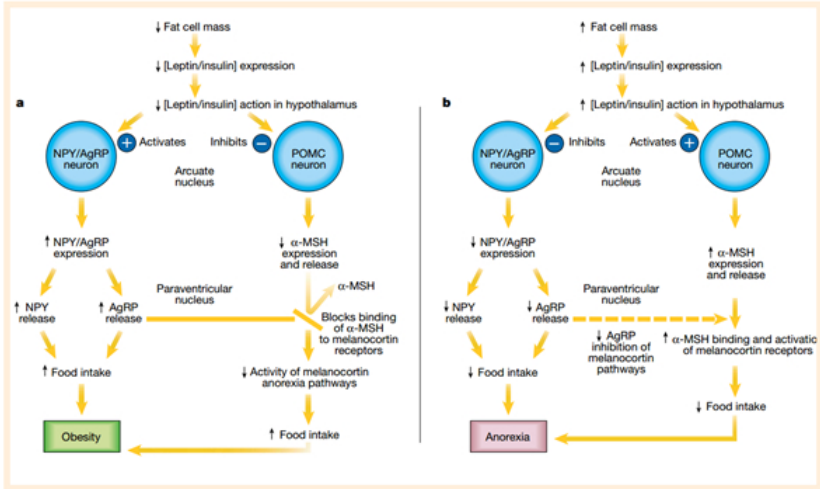 ↓ Fat cell mass
↓ [Leptin/insulin] expression
a
↓ [Leptin/insulin] action in hypothalamus
+ Activates
Inhibits −
NPY/AgRP
neuron
POMC
neuron
Arcuate
nucleus
↑ NPY/AgRP
expression
↓ α-MSH
expression
and release
α-MSH
Paraventricular
nucleus
↑ NPY
release
↑ AgRP
release
Blocks binding
of α-MSH
to melanocortin
receptors
↑ Food intake
↓ Activity of melanocortin
anorexia pathways
Obesity
↑ Food intake
↑ Fat cell mass
↑ [Leptin/insulin] expression
b
↑ [Leptin/insulin] action in hypothalamus
− Inhibits
Activates +
NPY/AgRP
neuron
POMC
neuron
Arcuate
nucleus
↓ NPY/AgRP
expression
↑ α-MSH
expression
and release
Paraventricular
nucleus
↓ NPY
release
↓ AgRP
release
↓ AgRP
inhibition of
melanocortin
pathways
↑ α-MSH binding and activatic
of melanocortin receptors
↓ Food intake
↓ Food intake
Anorexia